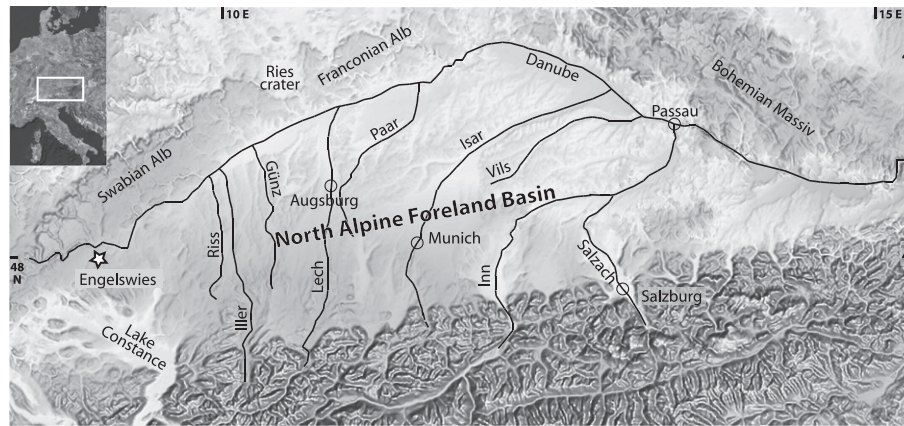 10 E
15 E
Ries
crater
Franconian Alb
Danube
Bohemian Massiv
Passau
Swabian Alb
Paar
Isar
Vils
Günz
Augsburg
North Alpine Foreland Basin
Munich
Riss
Iller
Lech
Inn
Salzach
Salzburg
48
N
Engelswies
Lake
Constance